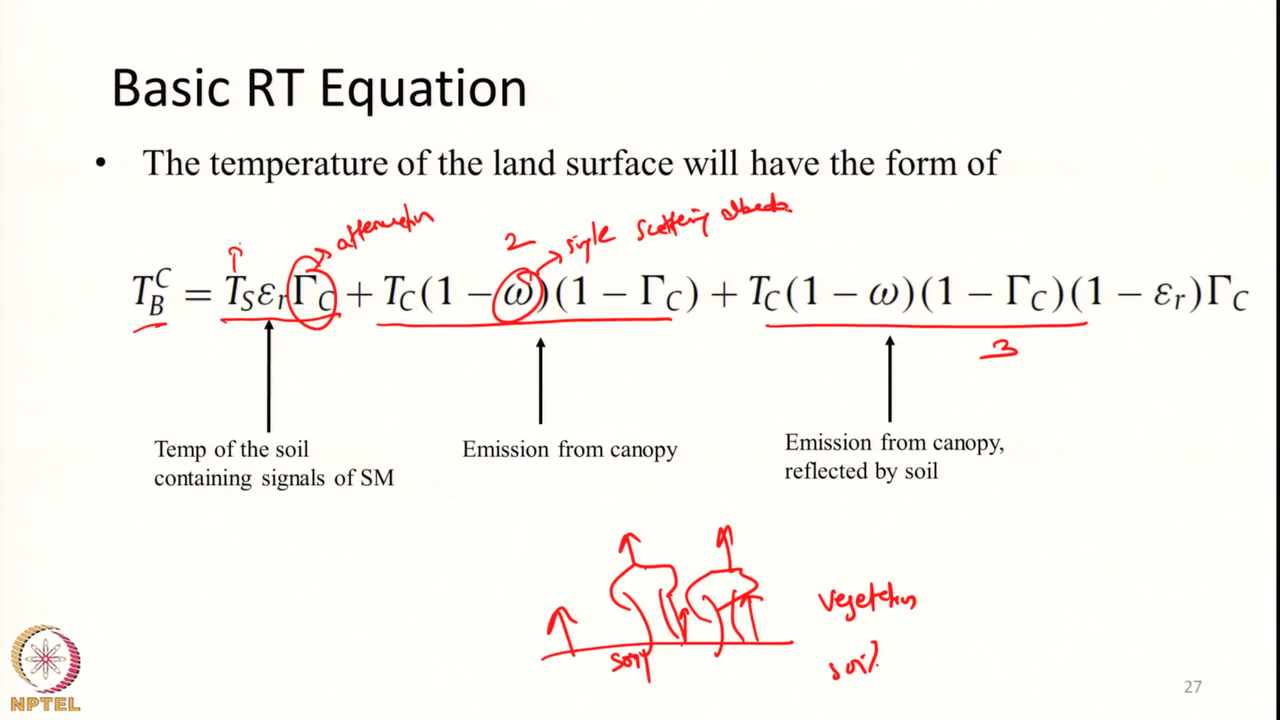 Basic RT Equation
• The temperature of the land surface will have the form of
attenuation
2
single scattering albedo
1
T_B^C = T_S ε_r Γ_C + T_C(1 − ω)(1 − Γ_C) + T_C(1 − ω)(1 − Γ_C)(1 − ε_r)Γ_C
3
Temp of the soil
containing signals of SM
Emission from canopy
Emission from canopy,
reflected by soil
vegetation
soil
NPTEL
27